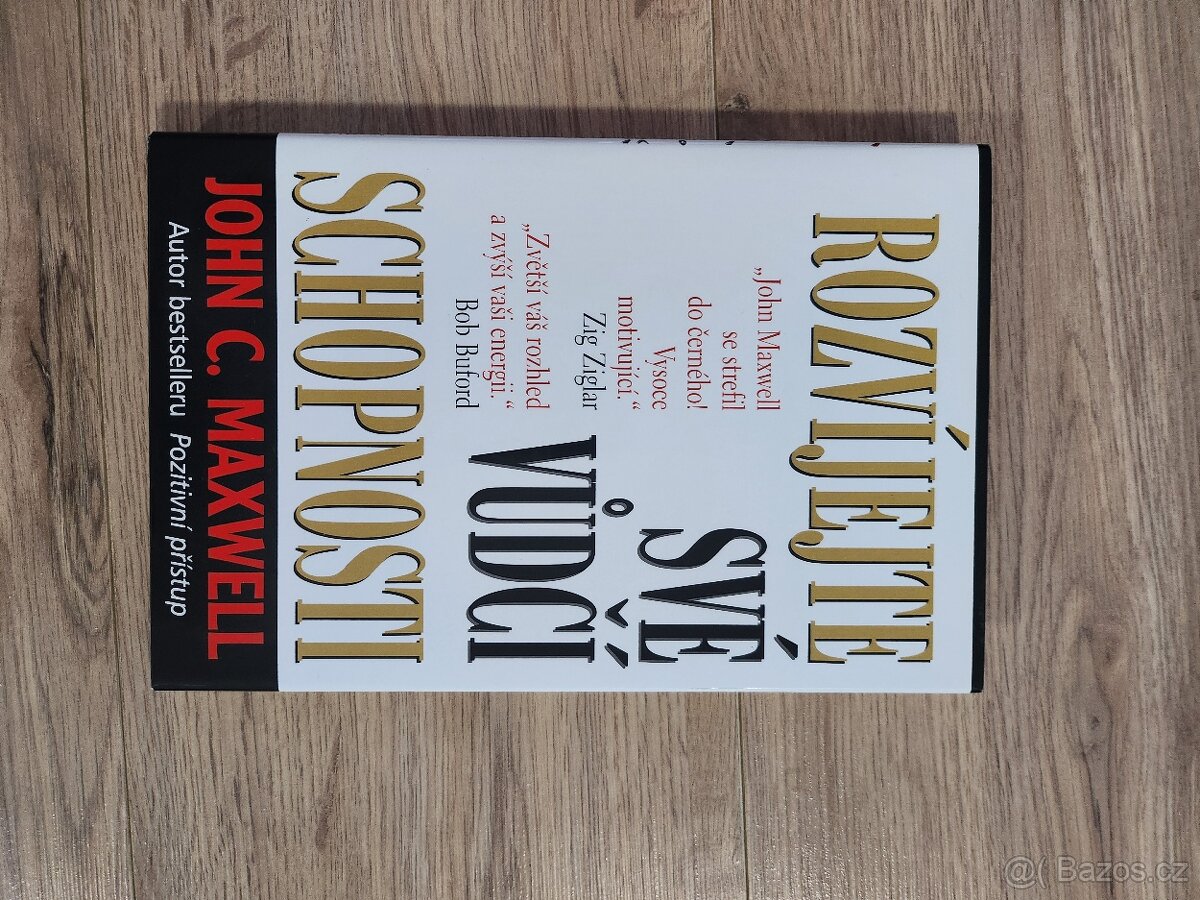 ROZVÍJEJTE
„John Maxwell
se strefil
do černého!
Vysoce
motivující.“
Zig Ziglar
SVÉ
„Zvětší váš rozhled
a zvýší vaši energii.“
Bob Buford
VŮDČÍ
SCHOPNOSTI
JOHN C. MAXWELL
Autor bestselleru Pozitivní přístup
@( Bazos.cz